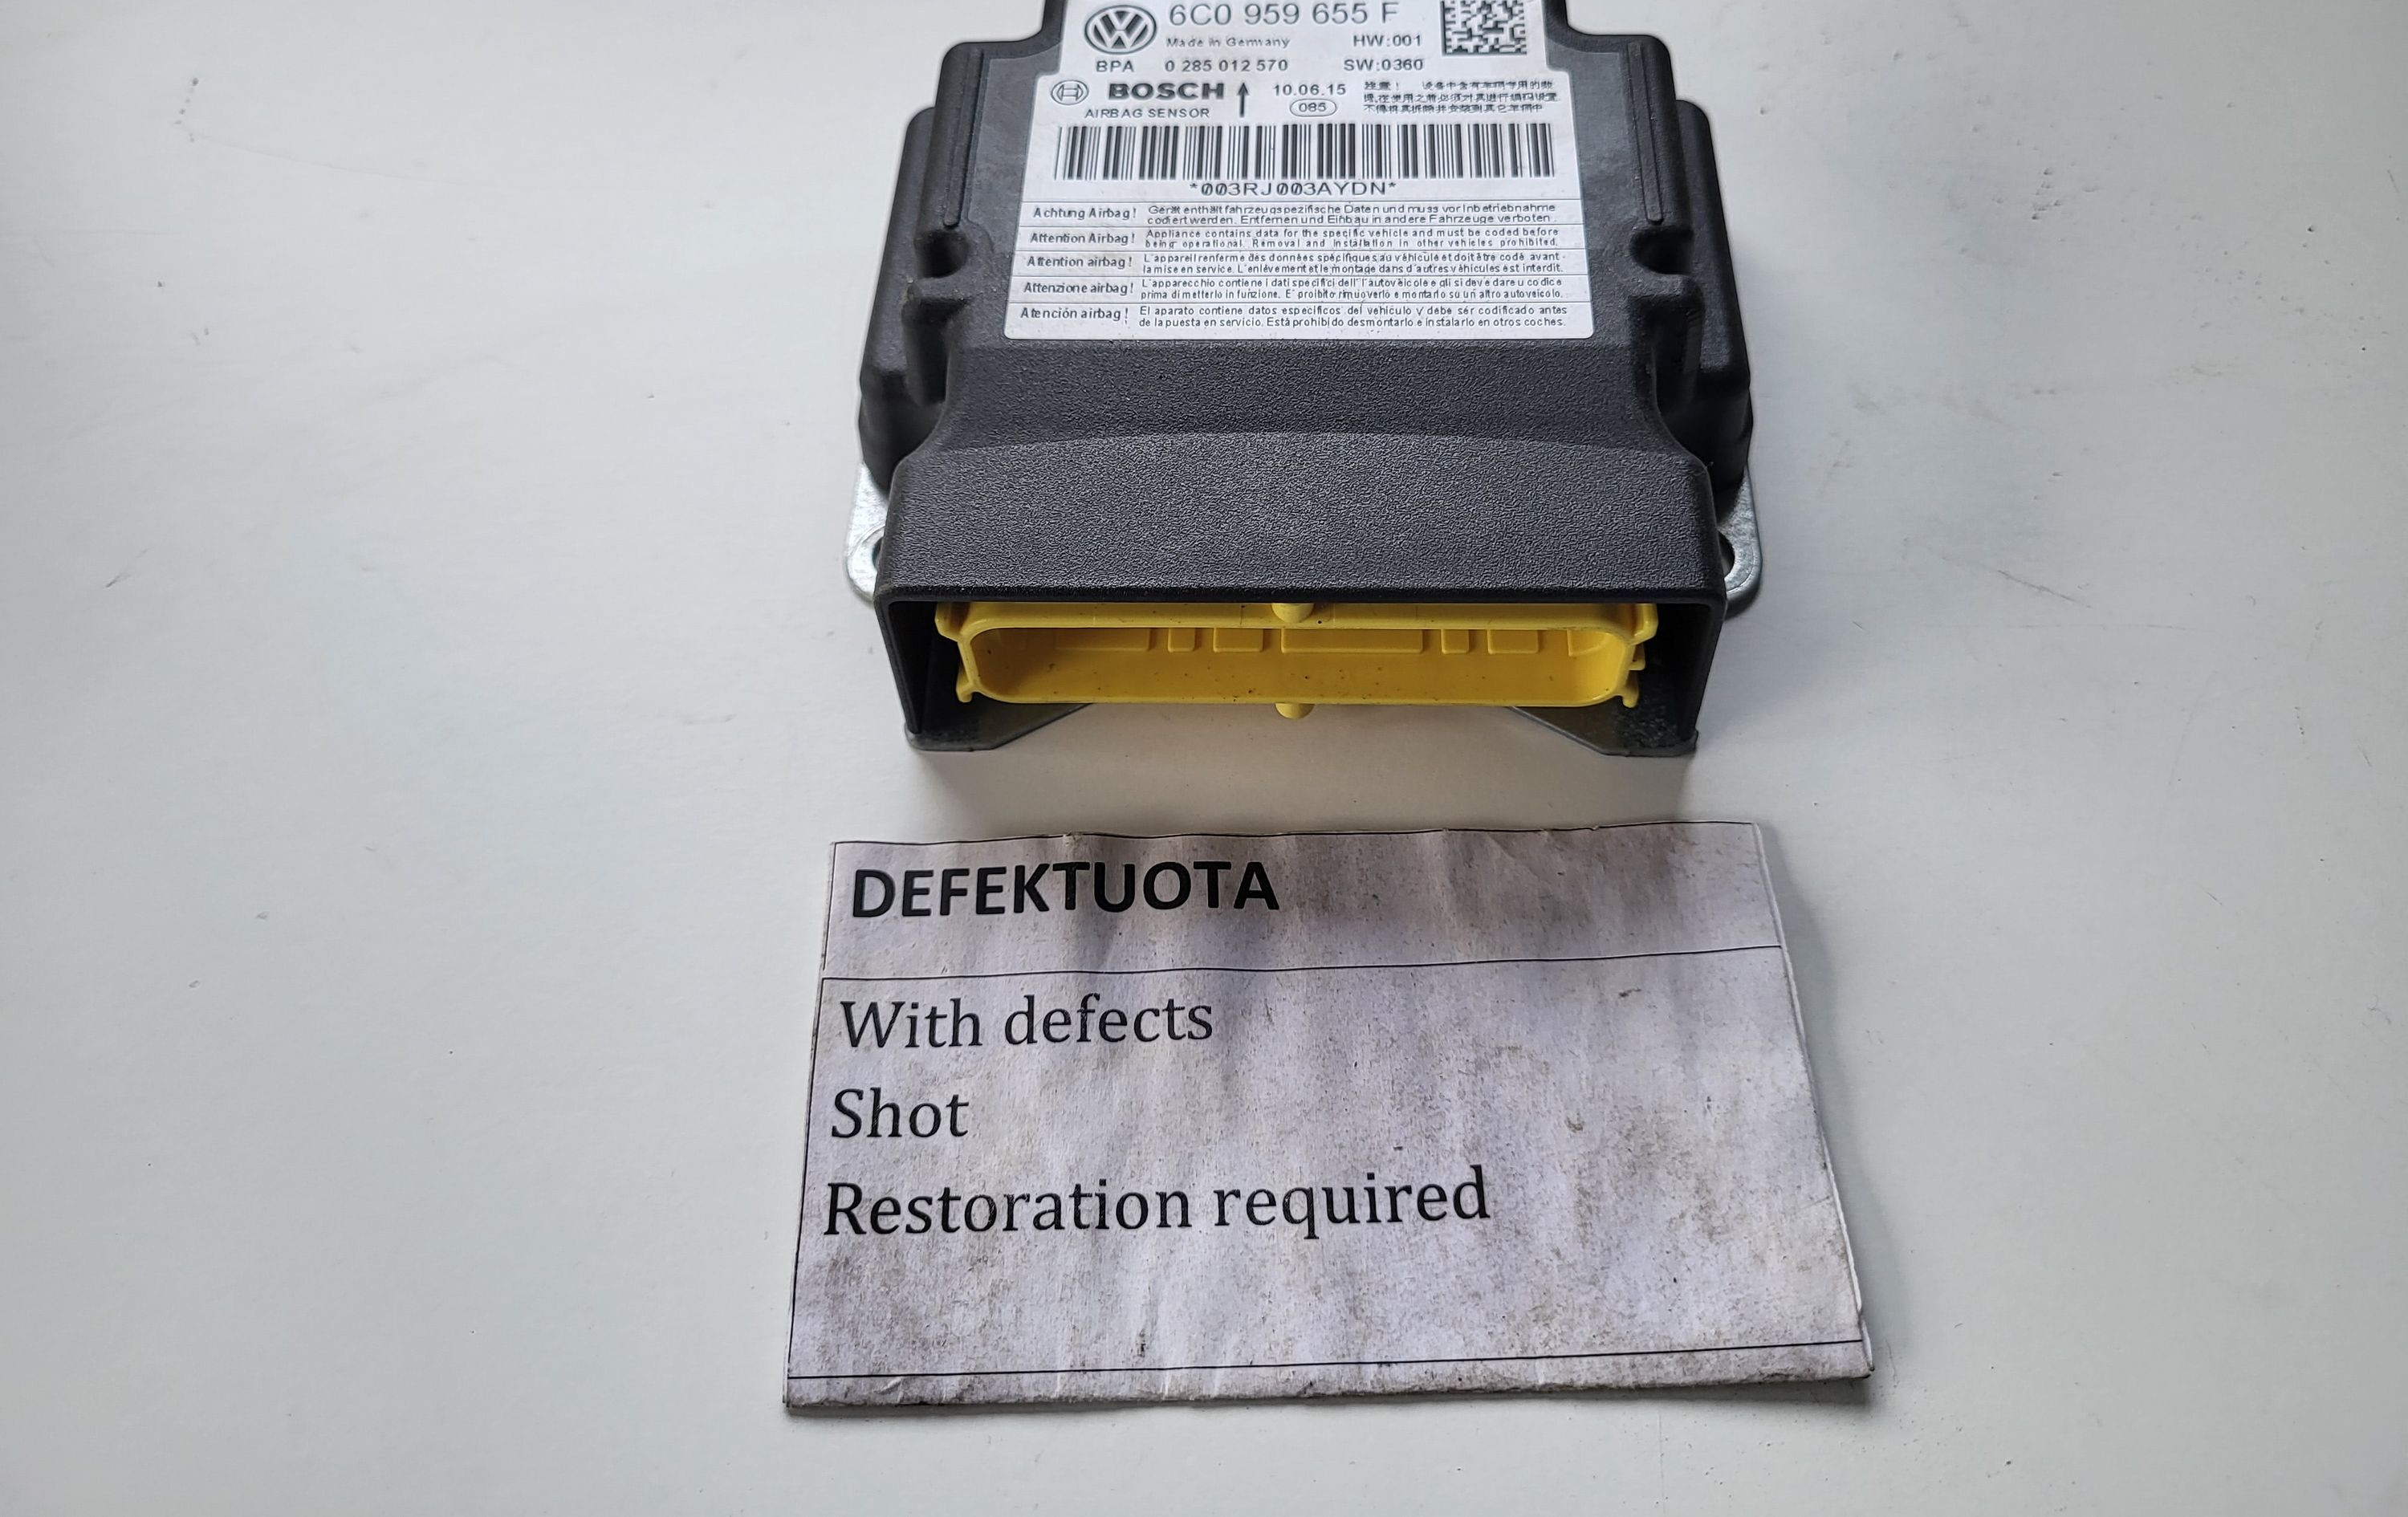 6C0 959 655 F
Made in Germany HW:001
BPA 0 285 012 570 SW:0360
BOSCH 10.06.15
AIRBAG SENSOR 085
*003RJ003AYDN*
Achtung Airbag! Gerät enthält fahrzeugspezifische Daten und muss vor Inbetriebnahme
codiert werden. Entfernen und Einbau in andere Fahrzeuge verboten.
Attention Airbag! Appliance contains data for the specific vehicle and must be coded before
being operational. Removal and installation in other vehicles prohibited.
Attention airbag! L'appareil renferme des données spécifiques au véhicule et doit être codé avant
la mise en service. L'enlèvement et le montage dans d'autres véhicules est interdit.
Attenzione airbag! L'apparecchio contiene i dati specifici dell'l'autoveicolo e gli si deve dare u codice
prima di metterlo in funzione. E' proibito rimuoverlo e montarlo su un altro autoveicolo.
Atención airbag! El aparato contiene datos específicos del vehículo y debe ser codificado antes
de la puesta en servicio. Está prohibido desmontarlo e instalarlo en otros coches.
DEFEKTUOTA
With defects
Shot
Restoration required